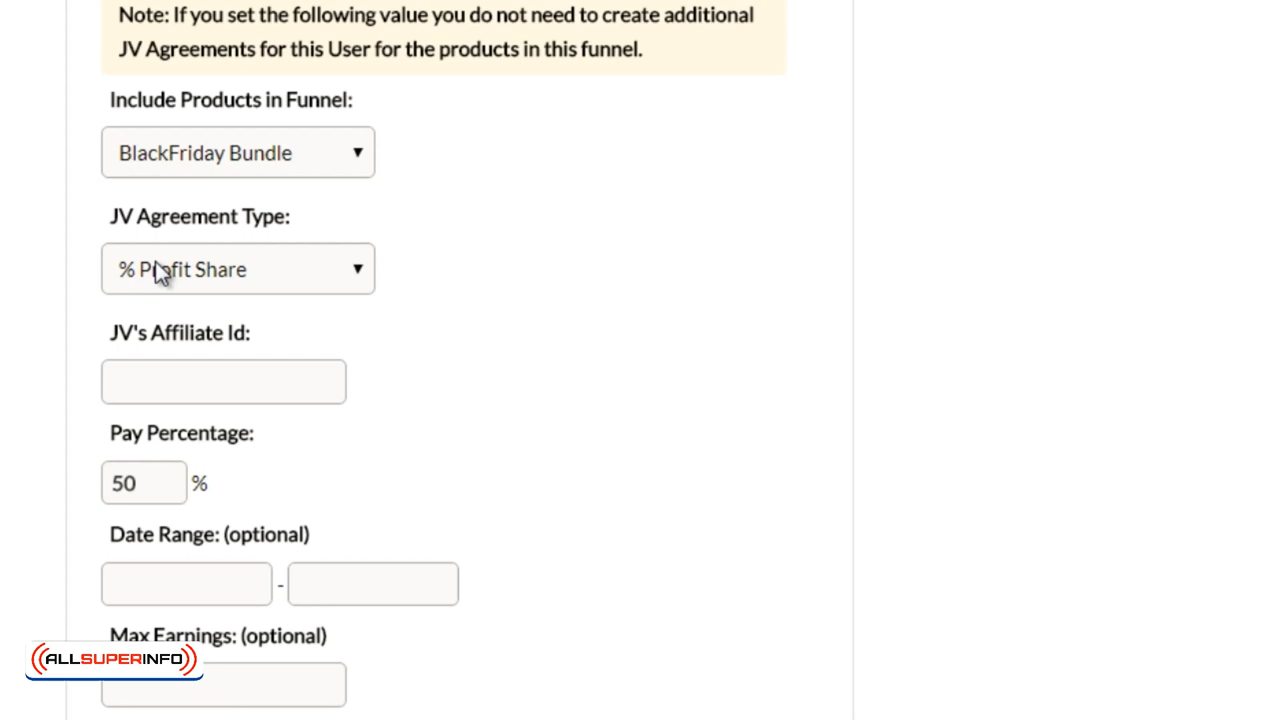 Note: If you set the following value you do not need to create additional
JV Agreements for this User for the products in this funnel.
Include Products in Funnel:
BlackFriday Bundle
JV Agreement Type:
% Profit Share
JV's Affiliate Id:
Pay Percentage:
50 %
Date Range: (optional)
-
Max Earnings: (optional)
ALLSUPERINFO